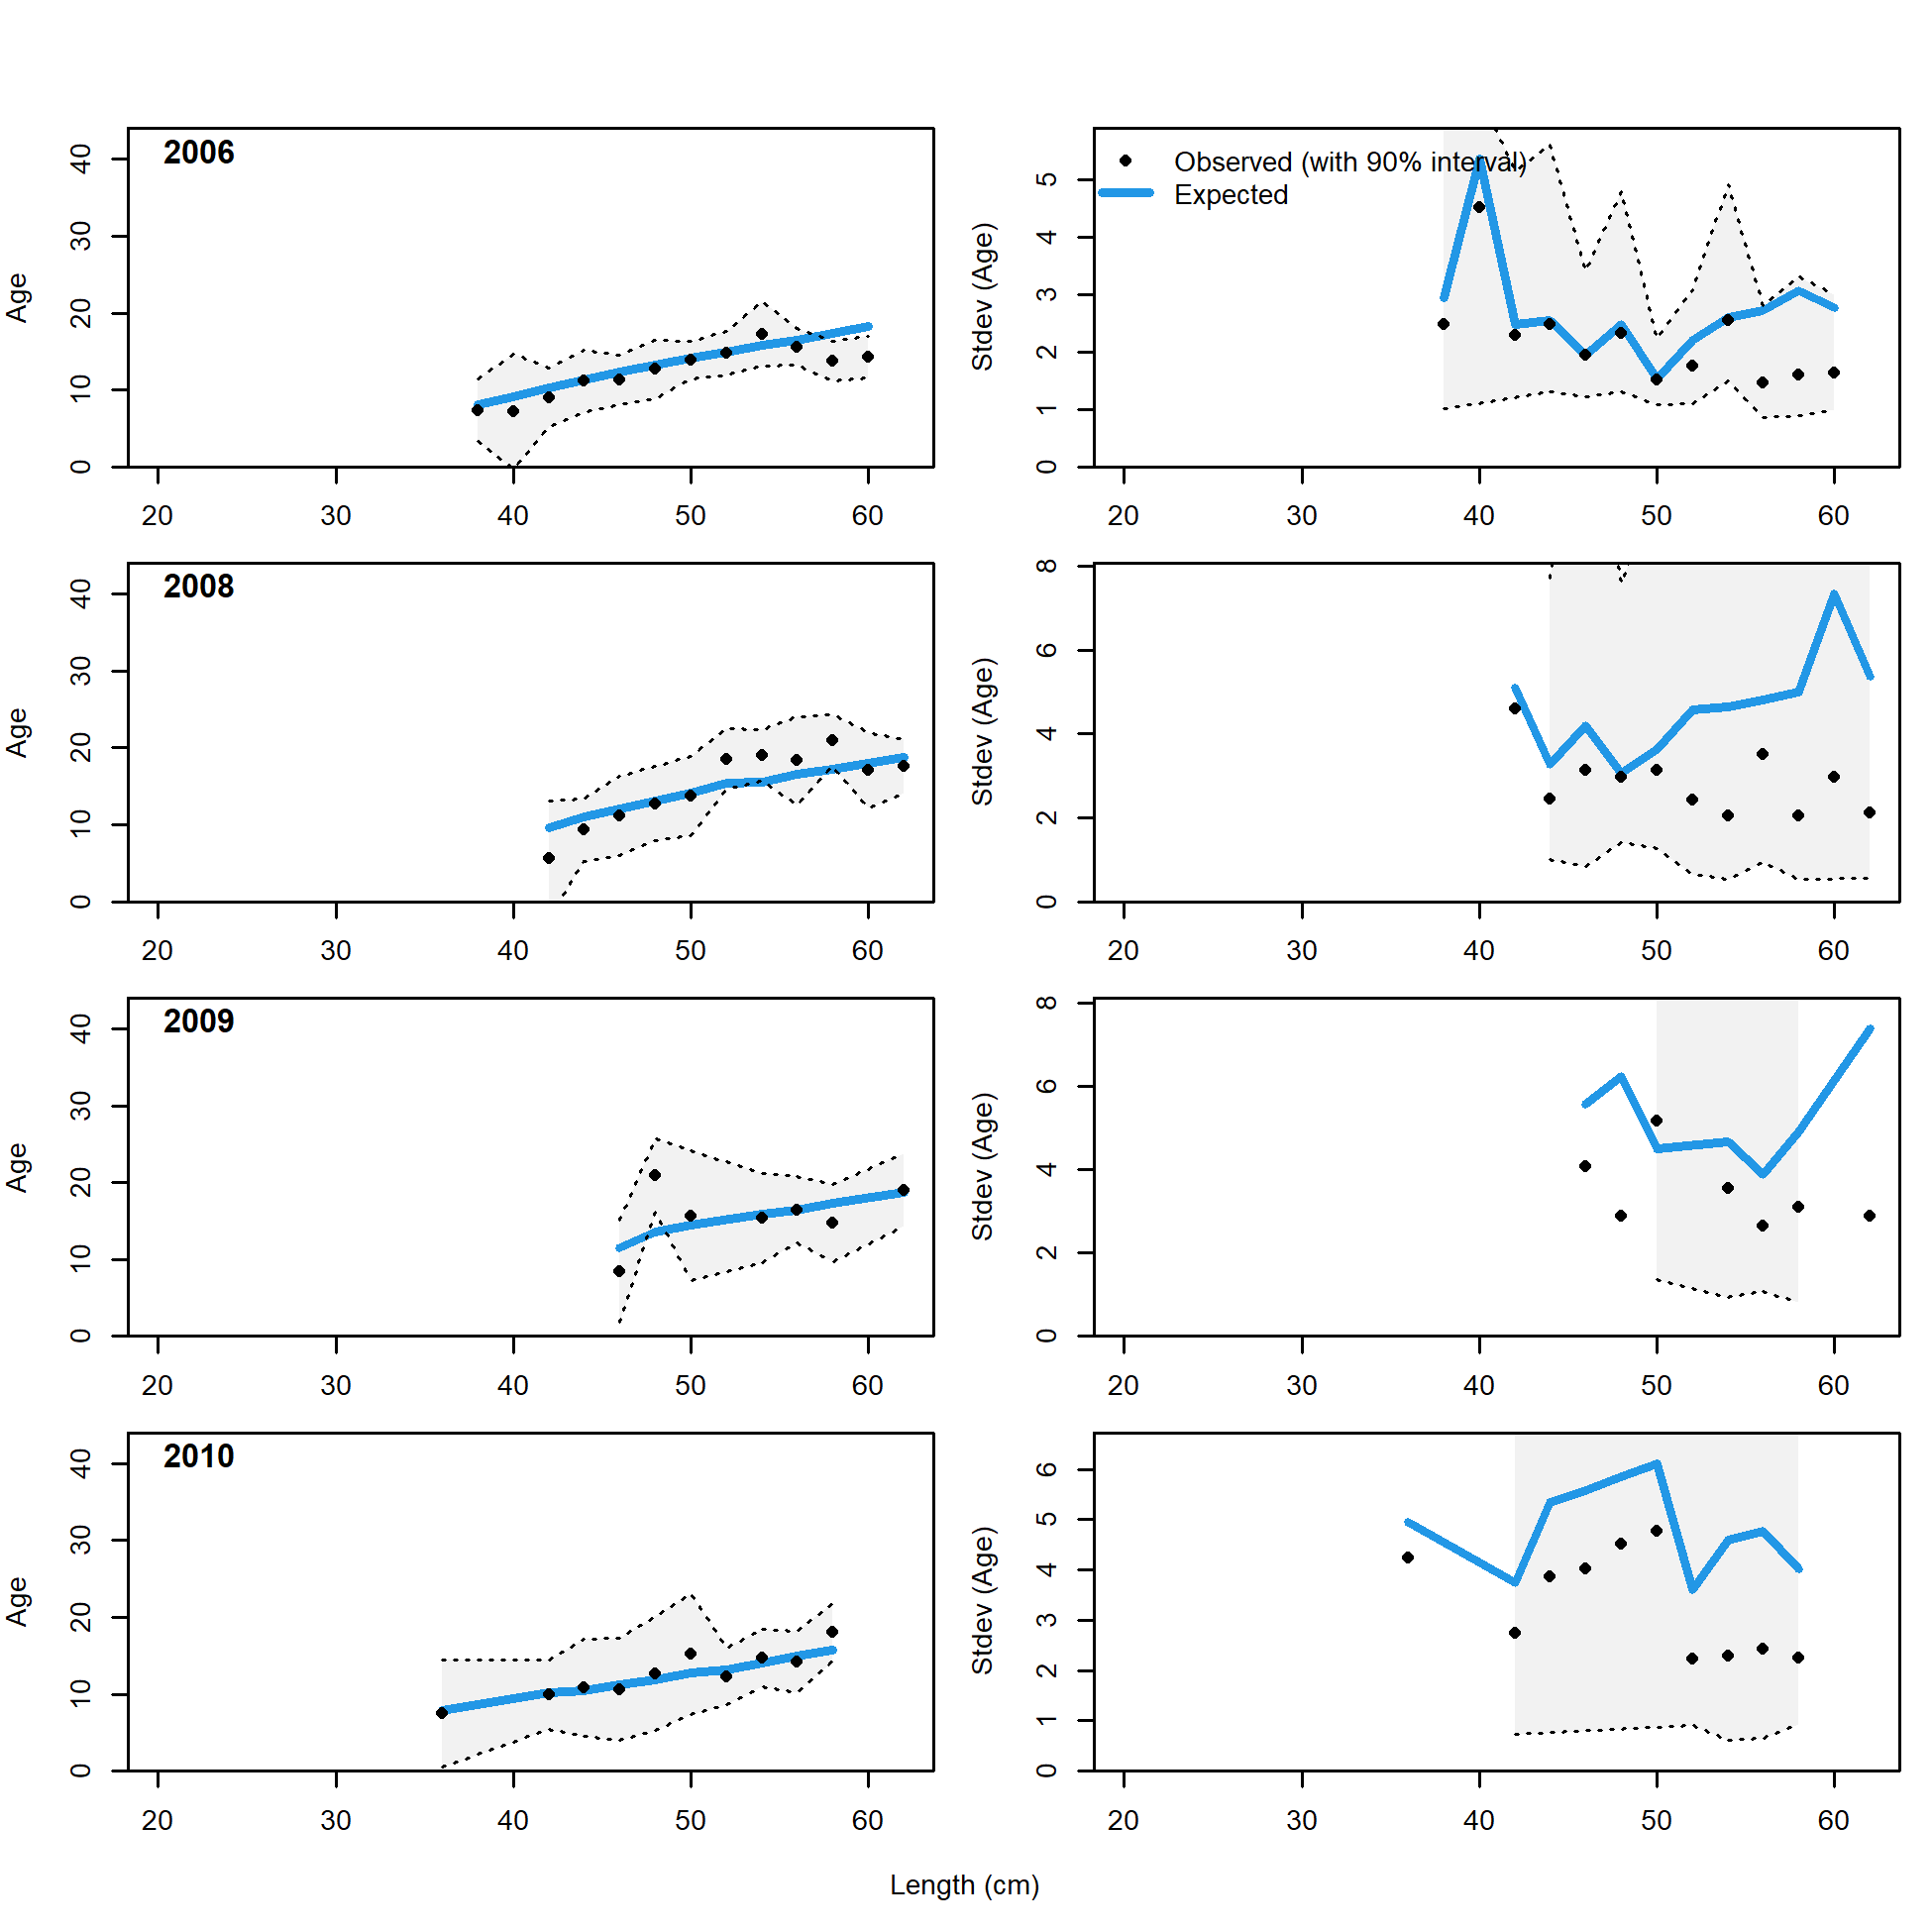 2006
Age
0 10 20 30 40
20 30 40 50 60
Observed (with 90% interval)
Expected
Stdev (Age)
0 1 2 3 4 5
20 30 40 50 60
2008
Age
0 10 20 30 40
20 30 40 50 60
Stdev (Age)
0 2 4 6 8
20 30 40 50 60
2009
Age
0 10 20 30 40
20 30 40 50 60
Stdev (Age)
0 2 4 6 8
20 30 40 50 60
2010
Age
0 10 20 30 40
20 30 40 50 60
Stdev (Age)
0 1 2 3 4 5 6
20 30 40 50 60
Length (cm)